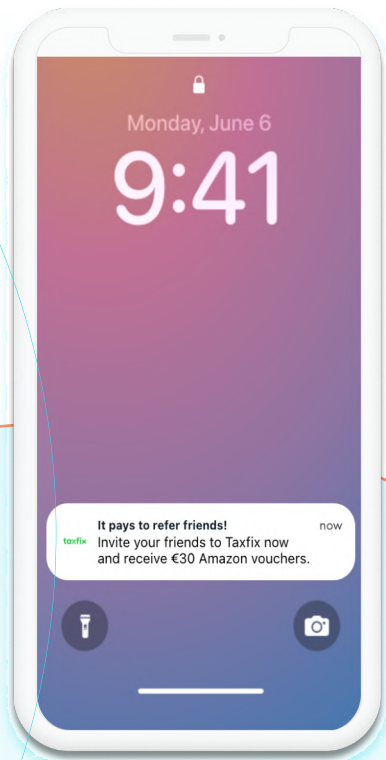 Monday, June 6
9:41
It pays to refer friends!
now
taxfix
Invite your friends to Taxfix now
and receive €30 Amazon vouchers.